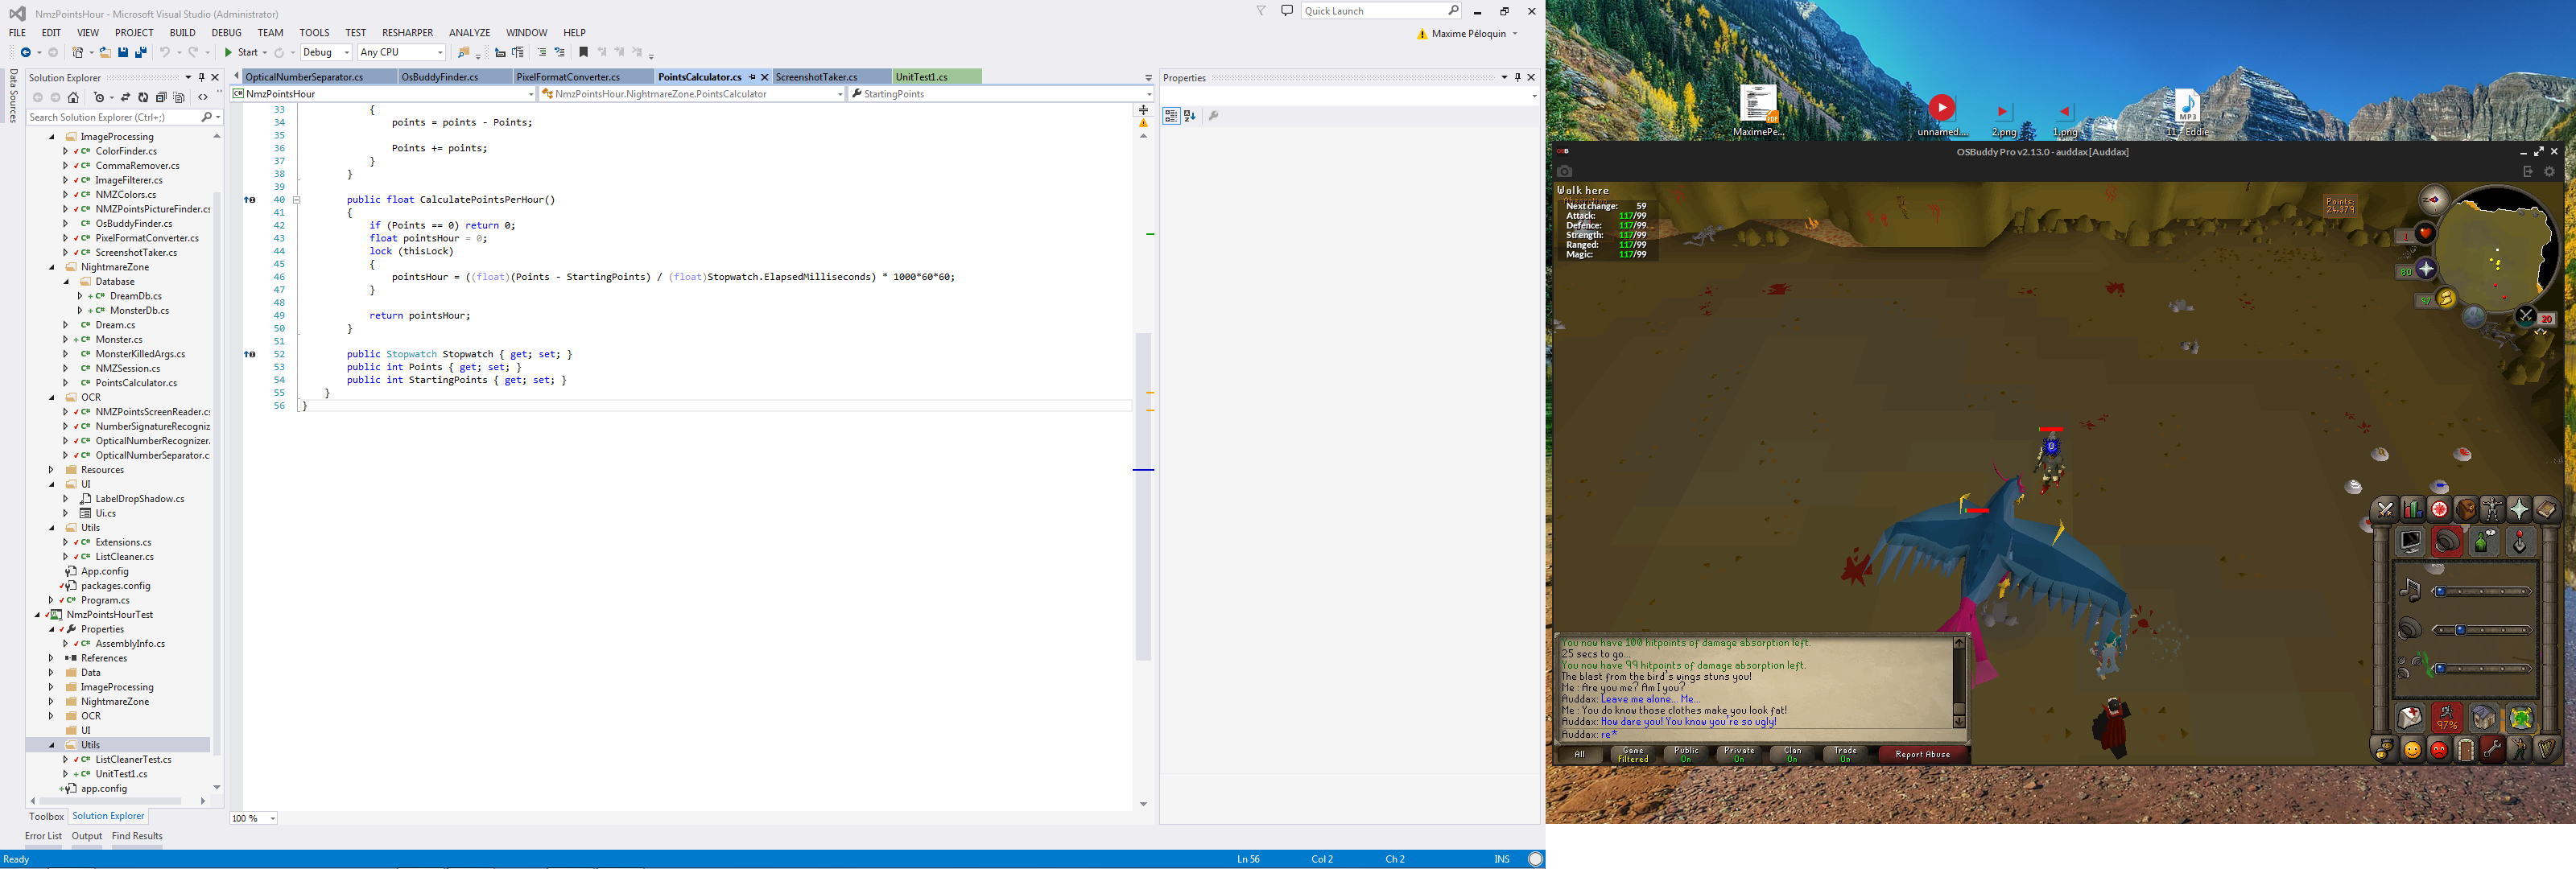 NmzPointsHour - Microsoft Visual Studio (Administrator)
Quick Launch
FILE EDIT VIEW PROJECT BUILD DEBUG TEAM TOOLS TEST RESHARPER ANALYZE WINDOW HELP
Maxime Péloquin
Start Debug Any CPU
Data Sources
Solution Explorer
Search Solution Explorer (Ctrl+;)
ImageProcessing
ColorFinder.cs
CommaRemover.cs
ImageFilterer.cs
NMZColors.cs
NMZPointsPictureFinder.cs
OsBuddyFinder.cs
PixelFormatConverter.cs
ScreenshotTaker.cs
NightmareZone
Database
DreamDb.cs
MonsterDb.cs
Dream.cs
Monster.cs
MonsterKilledArgs.cs
NMZSession.cs
PointsCalculator.cs
OCR
NMZPointsScreenReader.cs
NumberSignatureRecogniz
OpticalNumberRecognizer.
OpticalNumberSeparator.c
Resources
UI
LabelDropShadow.cs
Ui.cs
Utils
Extensions.cs
ListCleaner.cs
App.config
packages.config
Program.cs
NmzPointsHourTest
Properties
AssemblyInfo.cs
References
Data
ImageProcessing
NightmareZone
OCR
UI
Utils
ListCleanerTest.cs
UnitTest1.cs
app.config
Toolbox Solution Explorer
Error List Output Find Results
Ready
OpticalNumberSeparator.cs OsBuddyFinder.cs PixelFormatConverter.cs PointsCalculator.cs ScreenshotTaker.cs UnitTest1.cs
NmzPointsHour NmzPointsHour.NightmareZone.PointsCalculator StartingPoints
33 {
34 points = points - Points;
35
36 Points += points;
37 }
38 }
39
40 public float CalculatePointsPerHour()
41 {
42 if (Points == 0) return 0;
43 float pointsHour = 0;
44 lock (thisLock)
45 {
46 pointsHour = ((float)(Points - StartingPoints) / (float)Stopwatch.ElapsedMilliseconds) * 1000*60*60;
47 }
48
49 return pointsHour;
50 }
51
52 public Stopwatch Stopwatch { get; set; }
53 public int Points { get; set; }
54 public int StartingPoints { get; set; }
55 }
56 }
100 %
Ln 56 Col 2 Ch 2 INS
Properties
MaximePe...
unnamed....
2.png
1.png
11 - Eddie
MP3
PDF
OSB
OSBuddy Pro v2.13.0 - auddax [Auddax]
Walk here
Next change: 59
Attack: 117/99
Defence: 117/99
Strength: 117/99
Ranged: 117/99
Magic: 117/99
Points:
24,379
1
80
97
20
0
You now have 100 hitpoints of damage absorption left.
25 secs to go...
You now have 99 hitpoints of damage absorption left.
The blast from the bird's wings stuns you!
Me: Are you me? Am I you?
Auddax: Leave me alone... Me...
Me: You do know those clothes make you look fat!
Auddax: How dare you! You know you're so ugly!
Auddax: re*
All
Game Filtered
Public On
Private On
Clan On
Trade On
Report Abuse
97%